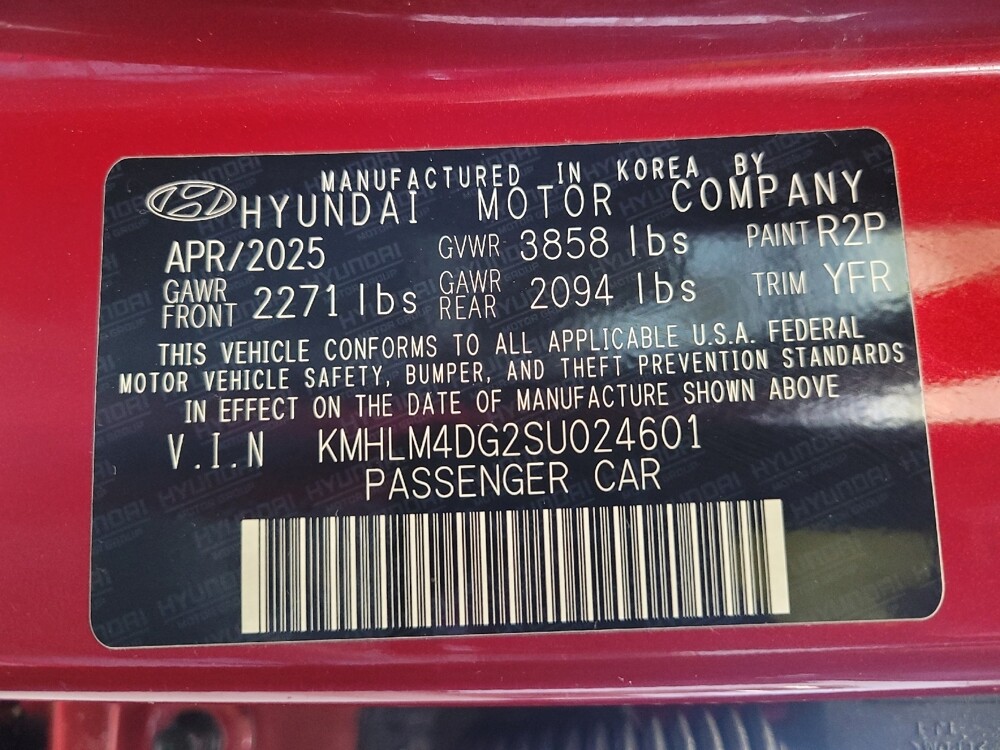 MANUFACTURED IN KOREA BY
HYUNDAI MOTOR COMPANY
APR/2025 GVWR 3858 lbs PAINT R2P
GAWR FRONT 2271 lbs GAWR REAR 2094 lbs TRIM YFR
THIS VEHICLE CONFORMS TO ALL APPLICABLE U.S.A. FEDERAL
MOTOR VEHICLE SAFETY, BUMPER, AND THEFT PREVENTION STANDARDS
IN EFFECT ON THE DATE OF MANUFACTURE SHOWN ABOVE
V.I.N KMHLM4DG2SU024601
PASSENGER CAR